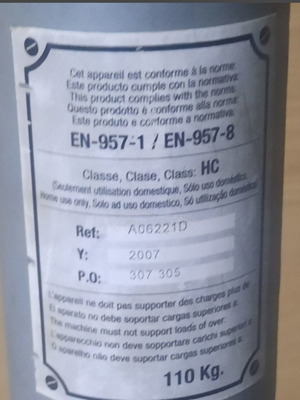 Cet appareil est conforme à la norme:
Este producto cumple con la normativa:
This product complies with the norms:
Questo prodotto è conforme alla norma:
Este produto e conforme a normativa:
EN-957-1 / EN-957-8
Classe, Clase, Class: HC
(Seulement utilisation domestique, Sólo uso doméstico,
Home use only, Solo ad uso domestico, Só utilização doméstica)
Ref: A06221D
Y: 2007
P.O: 307 305
L'appareil ne doit pas supporter des charges plus de
El aparato no debe soportar cargas superiores a:
The machine must not support loads of over:
L'apparecchio non deve sopportare carichi superiori a
O aparelho não deve suportar cargas superiores a:
110 Kg.